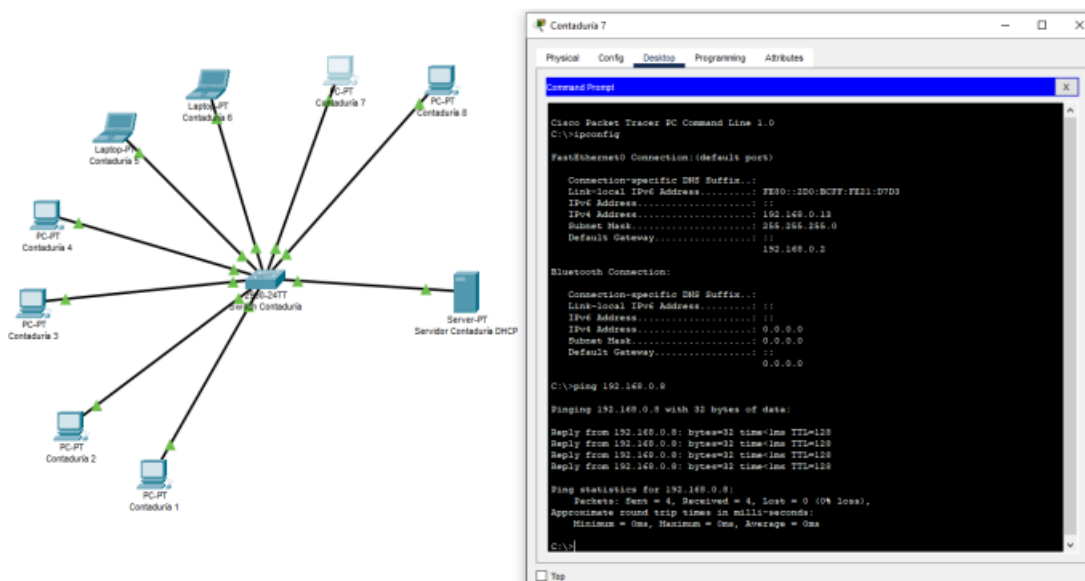 PC-PT
Contaduría 7
PC-PT
Contaduría 8
Laptop-PT
Contaduría 6
Laptop-PT
Contaduría 5
PC-PT
Contaduría 4
2960-24TT
Switch Contaduría
PC-PT
Contaduría 3
Server-PT
Servidor Contaduría DHCP
PC-PT
Contaduría 2
PC-PT
Contaduría 1
Contaduría 7
Physical Config Desktop Programming Attributes
Command Prompt X
Cisco Packet Tracer PC Command Line 1.0
C:\>ipconfig
FastEthernet0 Connection:(default port)
Connection-specific DNS Suffix..:
Link-local IPv6 Address.........: FE80::2D0:BCFF:FE21:D7D3
IPv6 Address....................: ::
IPv4 Address....................: 192.168.0.13
Subnet Mask.....................: 255.255.255.0
Default Gateway.................: ::
192.168.0.2
Bluetooth Connection:
Connection-specific DNS Suffix..:
Link-local IPv6 Address.........: ::
IPv6 Address....................: ::
IPv4 Address....................: 0.0.0.0
Subnet Mask.....................: 0.0.0.0
Default Gateway.................: ::
0.0.0.0
C:\>ping 192.168.0.8
Pinging 192.168.0.8 with 32 bytes of data:
Reply from 192.168.0.8: bytes=32 time<1ms TTL=128
Reply from 192.168.0.8: bytes=32 time<1ms TTL=128
Reply from 192.168.0.8: bytes=32 time<1ms TTL=128
Reply from 192.168.0.8: bytes=32 time<1ms TTL=128
Ping statistics for 192.168.0.8:
Packets: Sent = 4, Received = 4, Lost = 0 (0% loss),
Approximate round trip times in milli-seconds:
Minimum = 0ms, Maximum = 0ms, Average = 0ms
C:\>
Top